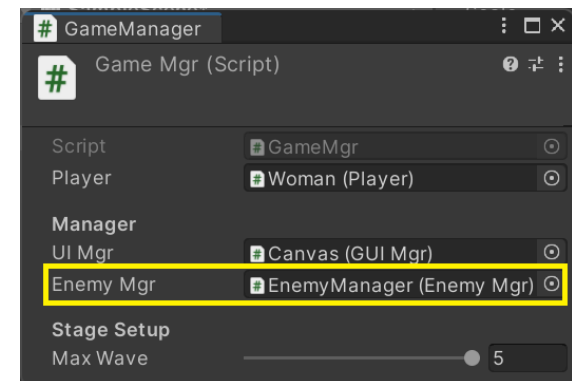 GameManager
Game Mgr (Script)
Script GameMgr
Player Woman (Player)
Manager
UI Mgr Canvas (GUI Mgr)
Enemy Mgr EnemyManager (Enemy Mgr)
Stage Setup
Max Wave 5